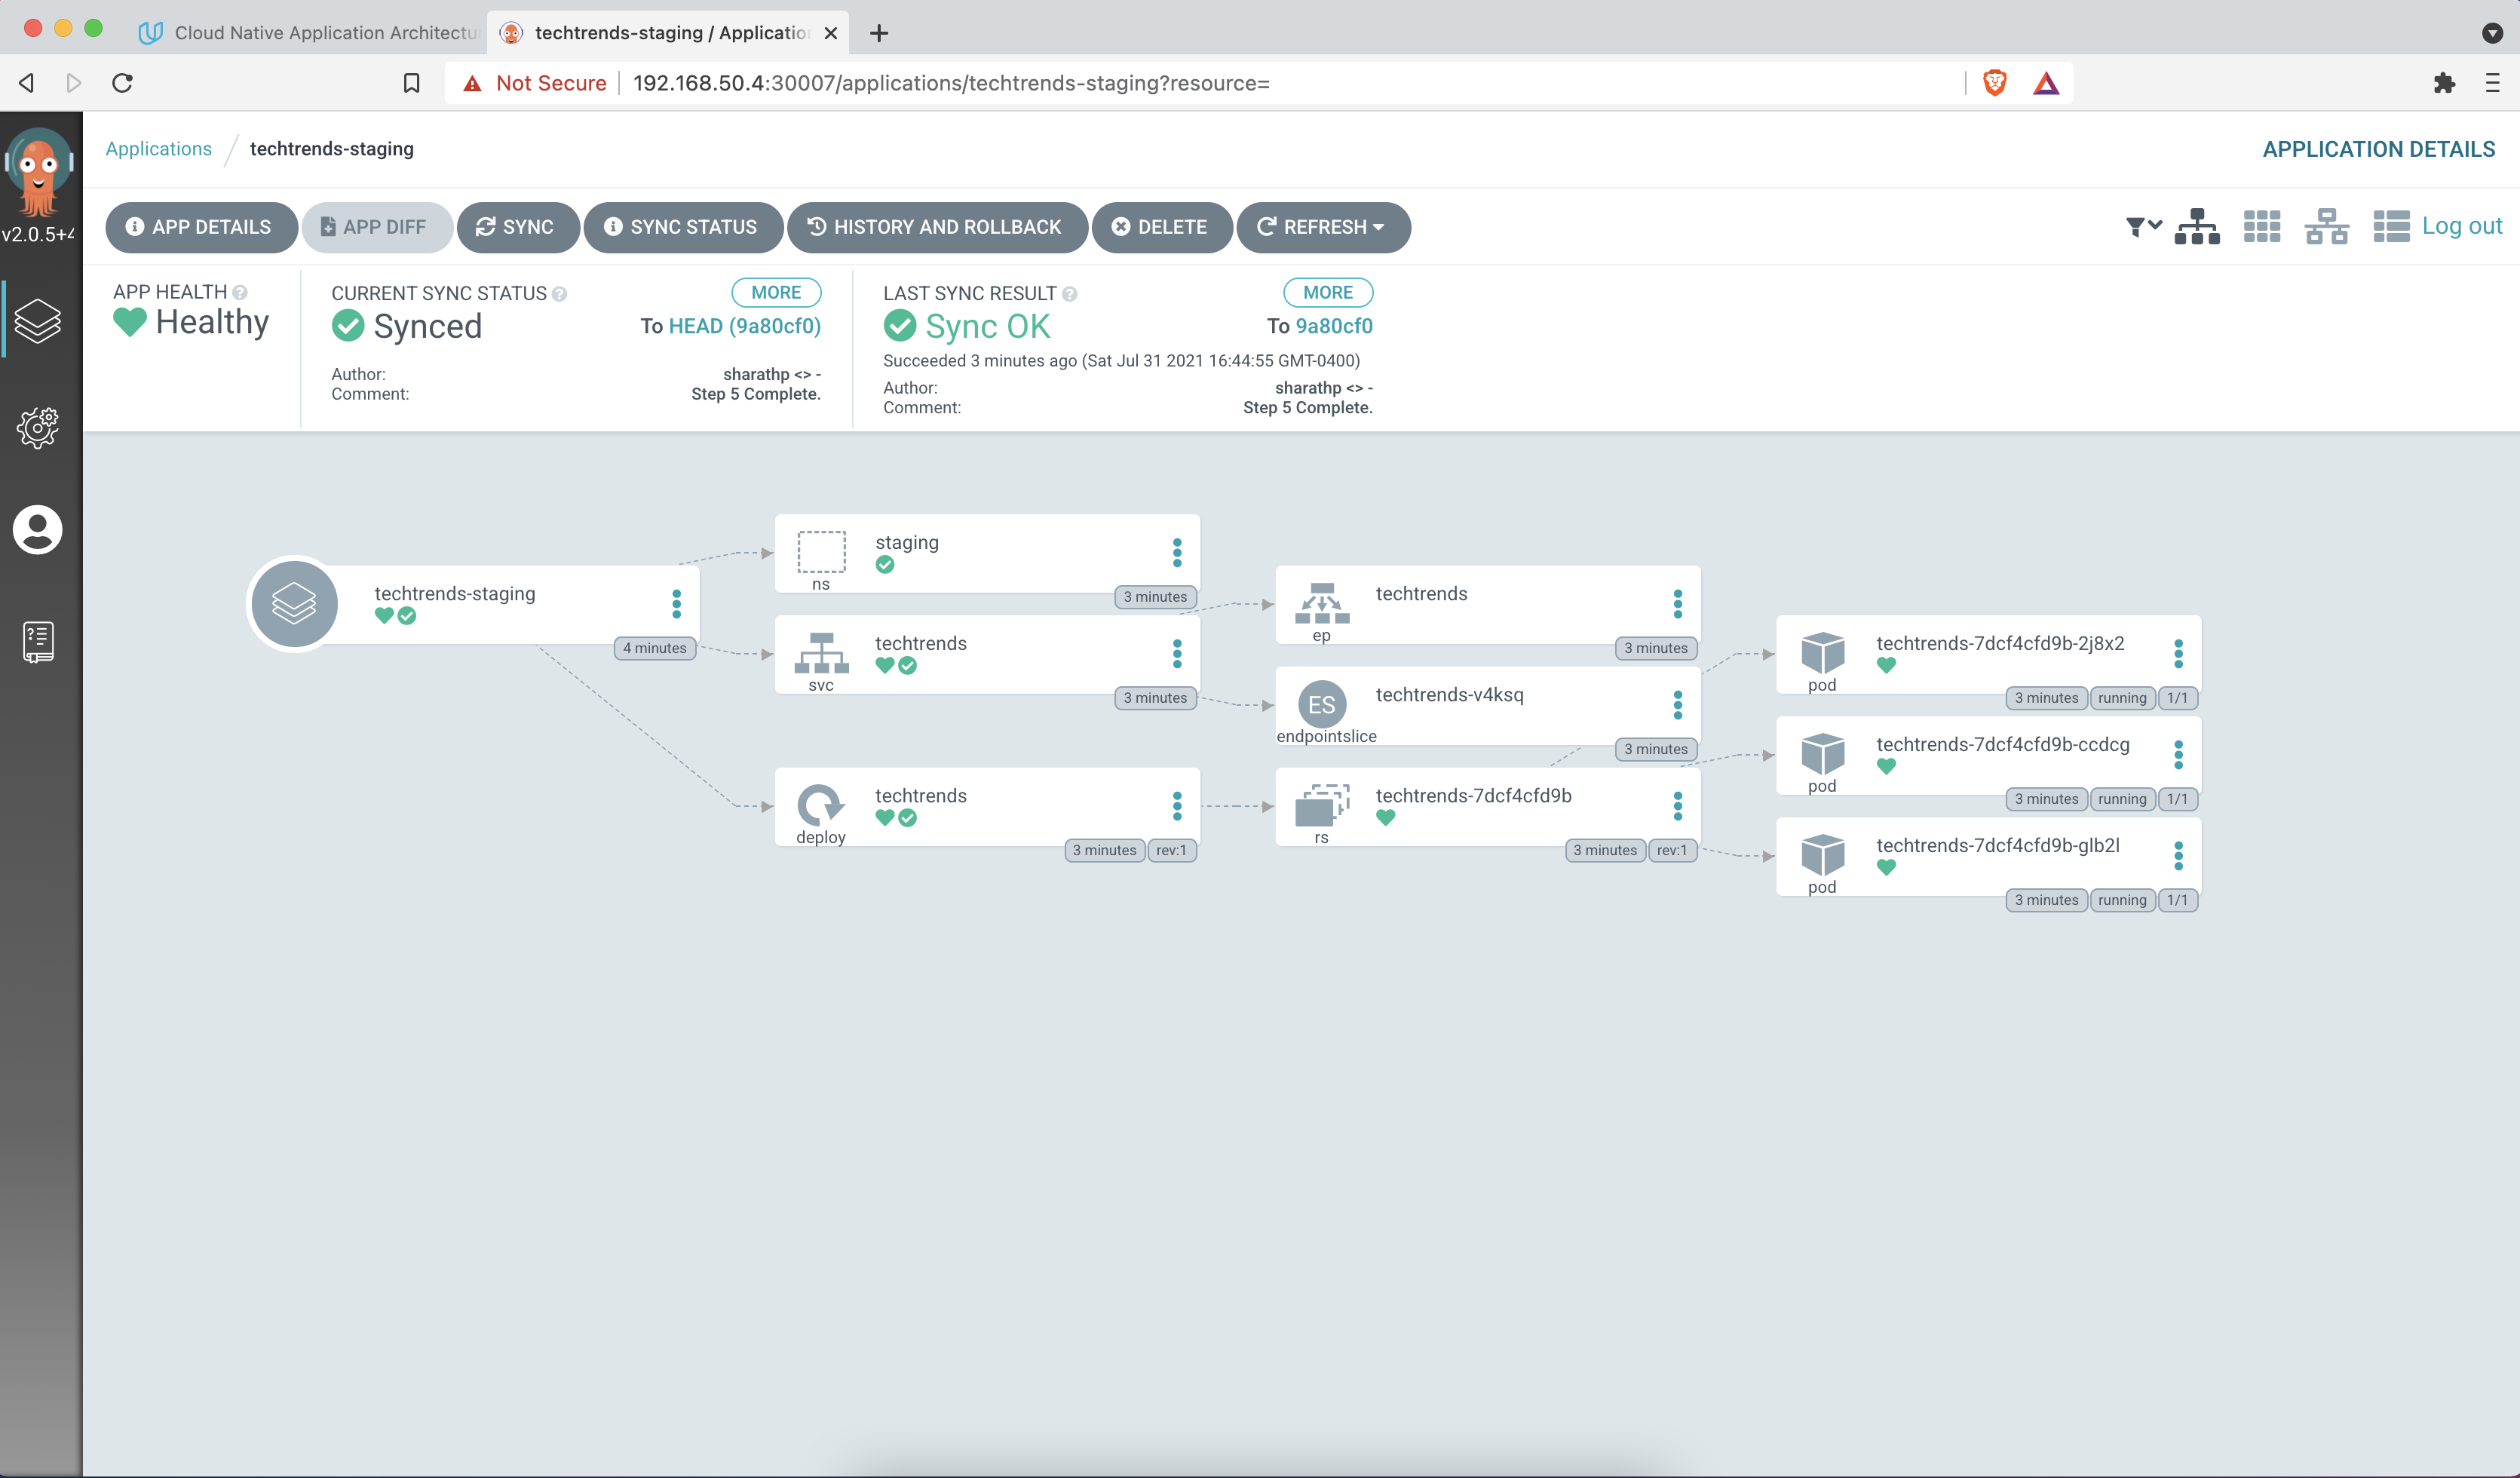 Cloud Native Application Architectu
techtrends-staging / Applicatio
Not Secure
192.168.50.4:30007/applications/techtrends-staging?resource=
v2.0.5+4
Applications / techtrends-staging
APPLICATION DETAILS
APP DETAILS
APP DIFF
SYNC
SYNC STATUS
HISTORY AND ROLLBACK
DELETE
REFRESH
Log out
APP HEALTH
Healthy
CURRENT SYNC STATUS
MORE
Synced
To HEAD (9a80cf0)
Author: sharathp <> -
Comment: Step 5 Complete.
LAST SYNC RESULT
MORE
Sync OK
To 9a80cf0
Succeeded 3 minutes ago (Sat Jul 31 2021 16:44:55 GMT-0400)
Author: sharathp <> -
Comment: Step 5 Complete.
techtrends-staging
4 minutes
staging
ns
3 minutes
techtrends
svc
3 minutes
techtrends
deploy
3 minutes rev:1
techtrends
ep
3 minutes
ES
techtrends-v4ksq
endpointslice
3 minutes
techtrends-7dcf4cfd9b
rs
3 minutes rev:1
techtrends-7dcf4cfd9b-2j8x2
pod
3 minutes running 1/1
techtrends-7dcf4cfd9b-ccdcg
pod
3 minutes running 1/1
techtrends-7dcf4cfd9b-glb2l
pod
3 minutes running 1/1